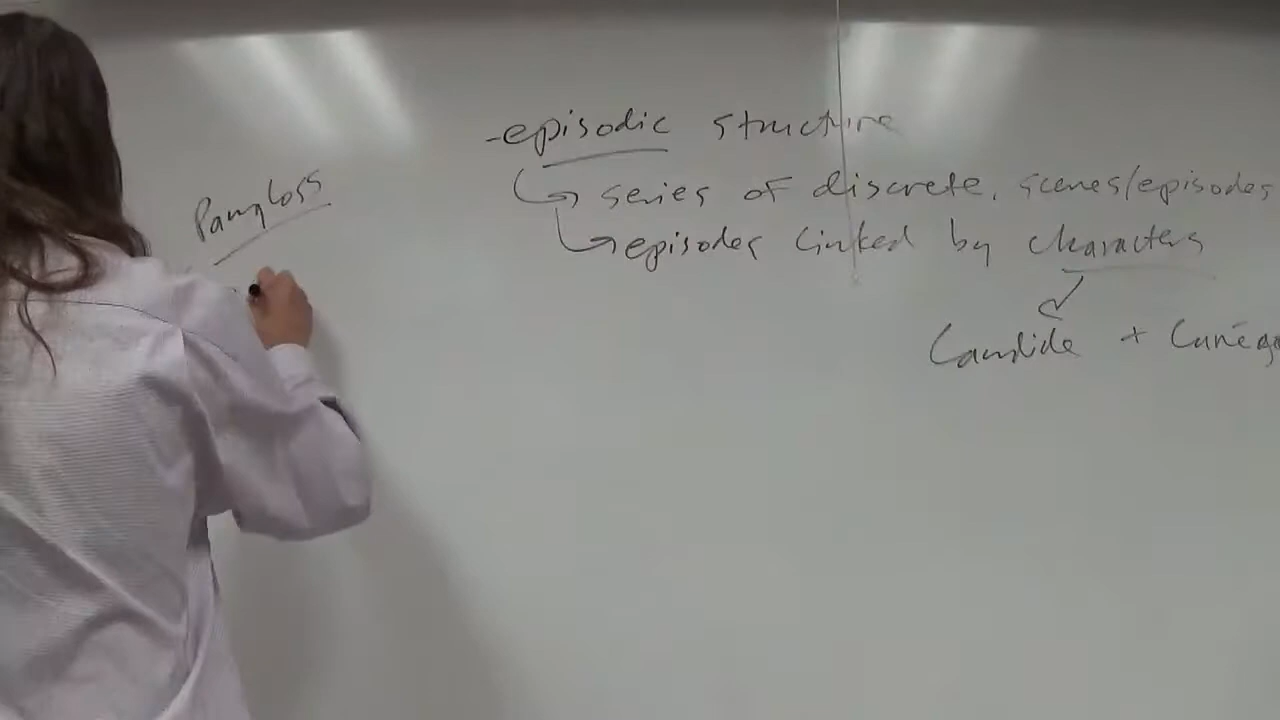 Pangloss
-episodic structure
series of discrete, scenes/episodes
episodes linked by characters
Candide + Cunég